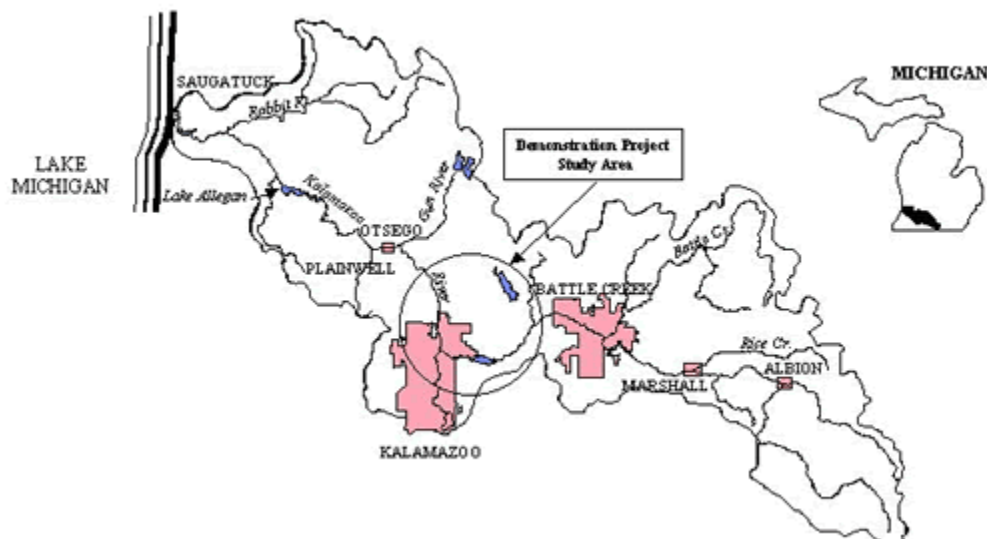 SAUGATUCK
Rabbit R.
MICHIGAN
LAKE
MICHIGAN
Demonstration Project
Study Area
Lake Allegan
Kalamazoo
Gun River
OTSEGO
PLAINWELL
River
BATTLE CREEK
Battle Cr.
Rice Cr.
ALBION
MARSHALL
KALAMAZOO